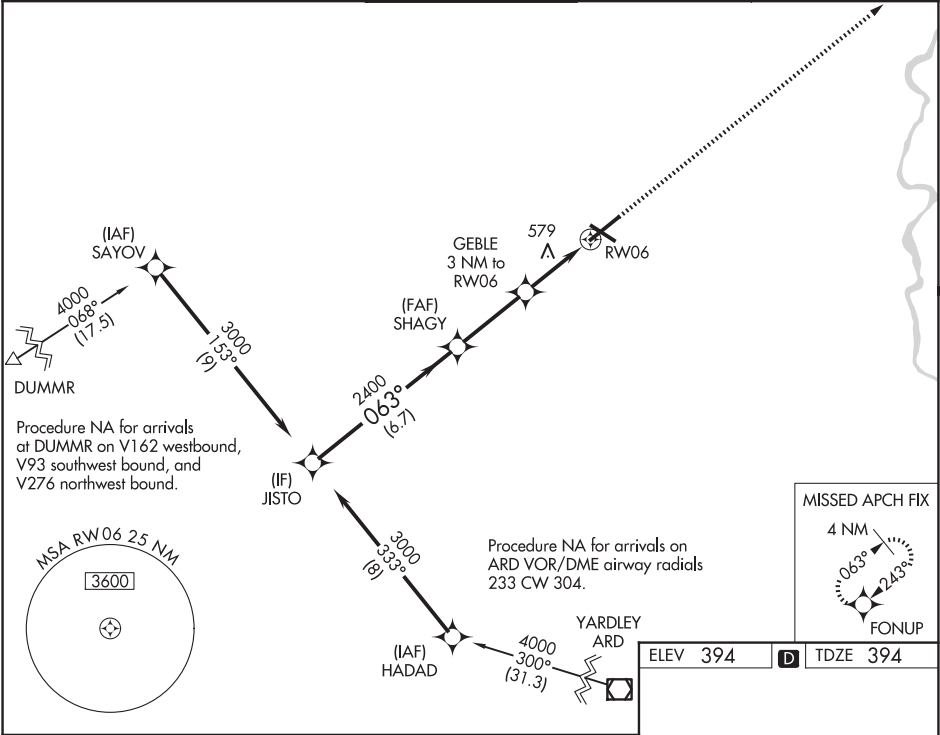 (IAF)
SAYOV
4000
068°
(17.5)
DUMMR
3000
153°
(9)
Procedure NA for arrivals
at DUMMR on V162 westbound,
V93 southwest bound, and
V276 northwest bound.
GEBLE
3 NM to
RW06
579
RW06
(FAF)
SHAGY
2400
063°
(6.7)
(IF)
JISTO
MSA RW06 25 NM
3600
3000
333°
(8)
Procedure NA for arrivals on
ARD VOR/DME airway radials
233 CW 304.
(IAF)
HADAD
4000
300°
(31.3)
YARDLEY
ARD
MISSED APCH FIX
4 NM
063°
243°
FONUP
ELEV 394 D TDZE 394